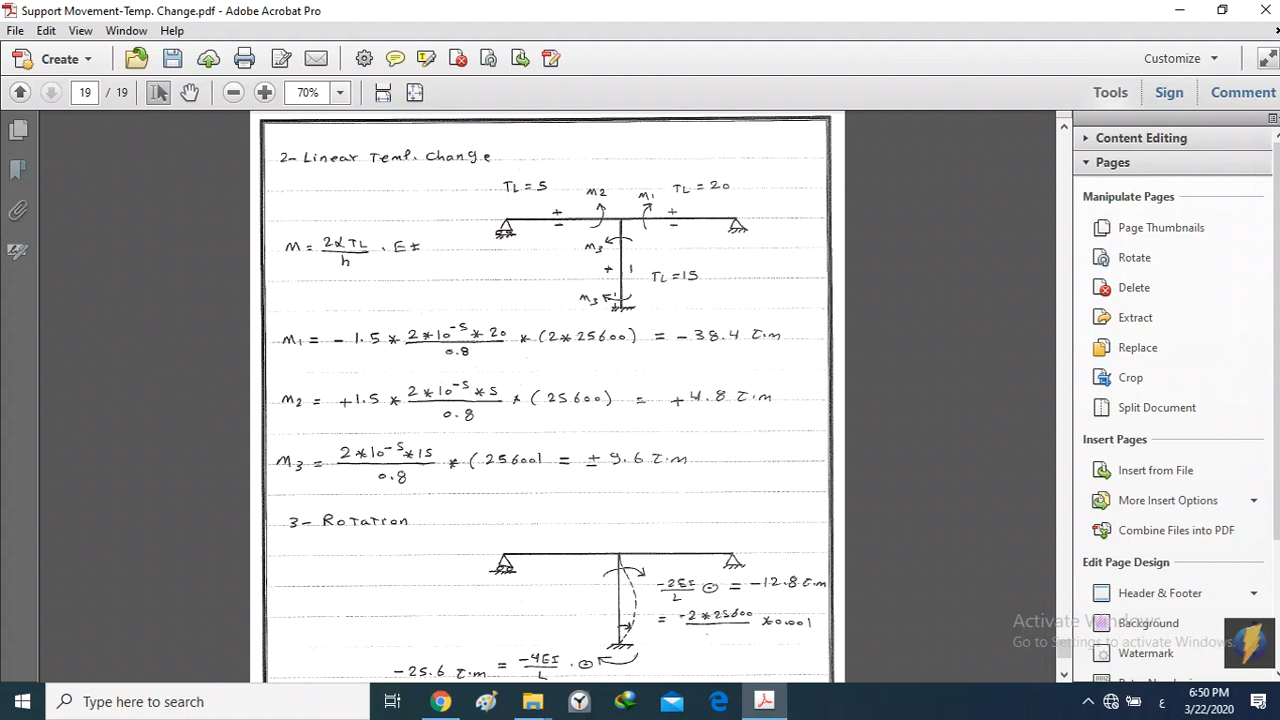 Support Movement-Temp. Change.pdf - Adobe Acrobat Pro
File Edit View Window Help
Create Customize
19 / 19 70% Tools Sign Comment
Content Editing
Pages
Manipulate Pages
Page Thumbnails
Rotate
Delete
Extract
Replace
Crop
Split Document
Insert Pages
Insert from File
More Insert Options
Combine Files into PDF
Edit Page Design
Header & Footer
Background
Watermark
2- Linear Temp. Change
TL = 5 M2 M1 TL = 20
+ +
- -
M = 2αTL/h . EI
M3
+ | TL = 15
M3
M1 = - 1.5 * 2*10^-5*20/0.8 * (2*25600) = - 38.4 t.m
M2 = +1.5 * 2*10^-5*5/0.8 * (25600) = +4.8 t.m
M3 = 2*10^-5*15/0.8 * (25600) = ± 9.6 t.m
3- Rotation
-2EI/L θ = -12.8 t.m
= -2*25600 *0.001
-25.6 t.m = -4EI/L . θ
Activate Windows
Go to Settings to activate Windows.
Type here to search
6:50 PM
3/22/2020
ع